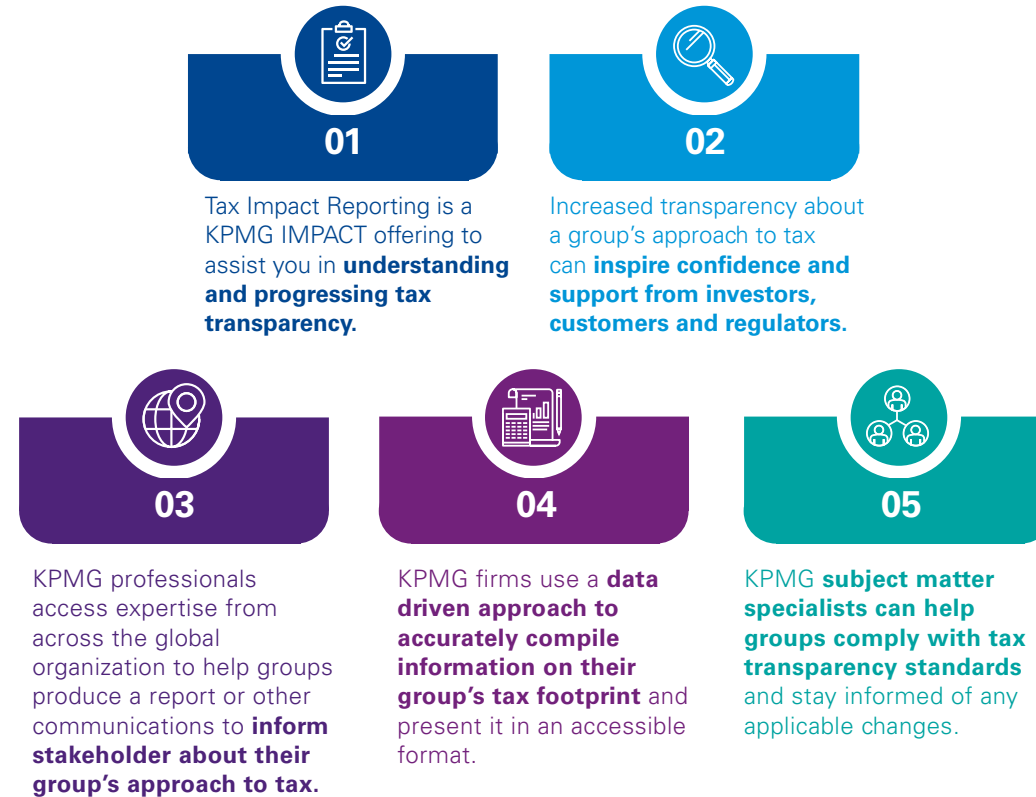 01
Tax Impact Reporting is a
KPMG IMPACT offering to
assist you in understanding
and progressing tax
transparency.
02
Increased transparency about
a group's approach to tax
can inspire confidence and
support from investors,
customers and regulators.
03
KPMG professionals
access expertise from
across the global
organization to help groups
produce a report or other
communications to inform
stakeholder about their
group's approach to tax.
04
KPMG firms use a data
driven approach to
accurately compile
information on their
group's tax footprint and
present it in an accessible
format.
05
KPMG subject matter
specialists can help
groups comply with tax
transparency standards
and stay informed of any
applicable changes.